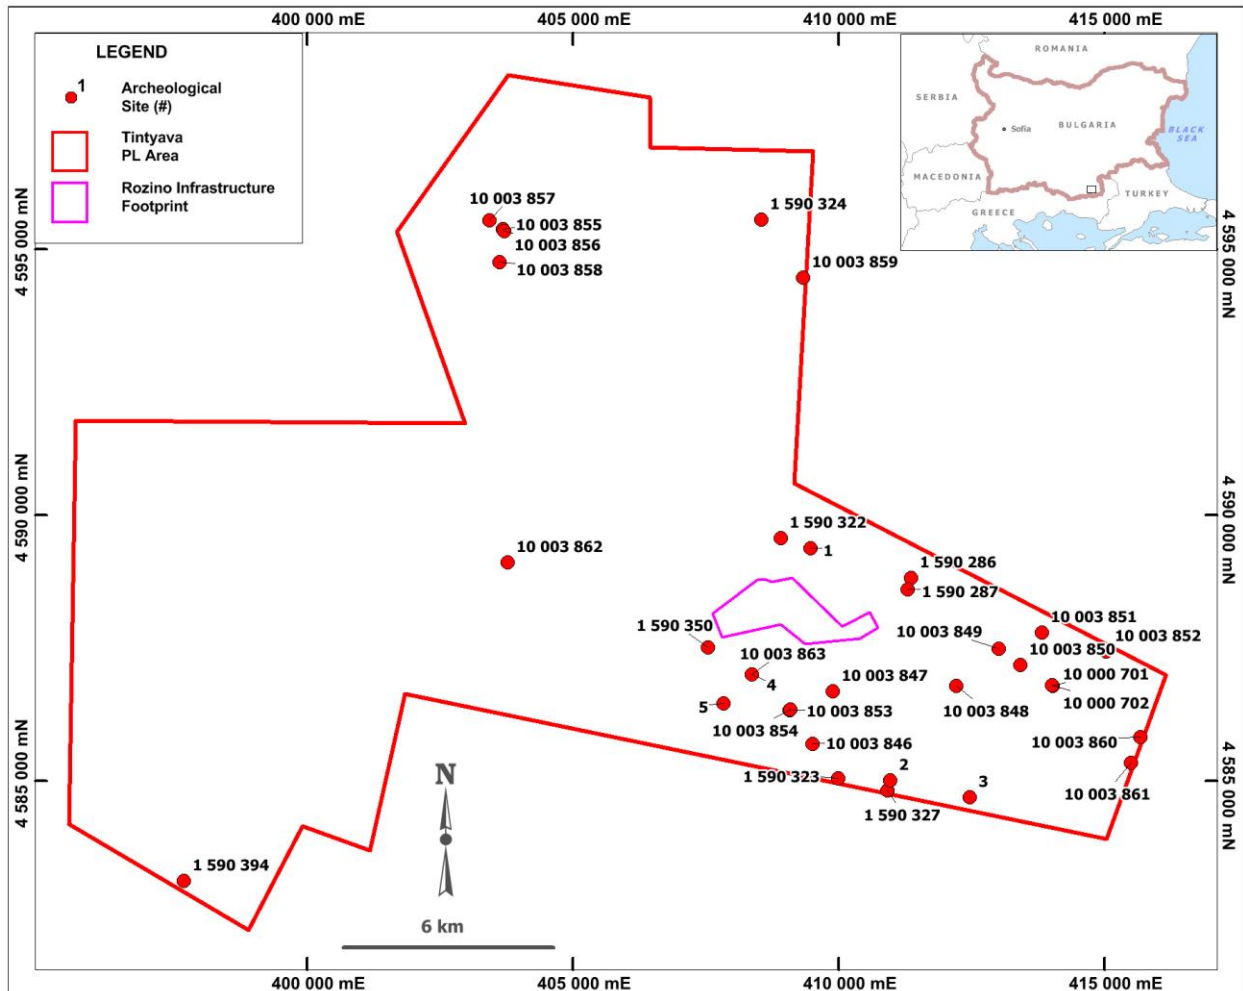 400 000 mE
405 000 mE
410 000 mE
415 000 mE
LEGEND
1
Archeological
Site (#)
Tintyava
PL Area
Rozino Infrastructure
Footprint
ROMANIA
SERBIA
Sofia
BULGARIA
BLACK
SEA
MACEDONIA
GREECE
TURKEY
4 595 000 mN
4 595 000 mN
10 003 857
10 003 855
10 003 856
10 003 858
1 590 324
10 003 859
4 590 000 mN
4 590 000 mN
1 590 322
1
10 003 862
1 590 286
1 590 287
1 590 350
10 003 851
10 003 852
10 003 849
10 003 850
10 003 863
4
10 003 847
10 000 701
10 000 702
10 003 848
5
10 003 853
10 003 854
10 003 846
10 003 860
4 585 000 mN
4 585 000 mN
1 590 323
2
3
10 003 861
1 590 327
N
1 590 394
6 km
400 000 mE
405 000 mE
410 000 mE
415 000 mE